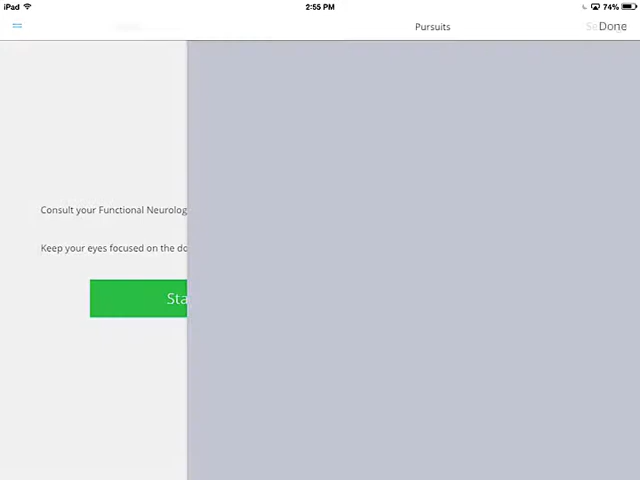 iPad 2:55 PM 74%
Pursuits Done
Consult your Functional Neurolog
Keep your eyes focused on the do
Sta